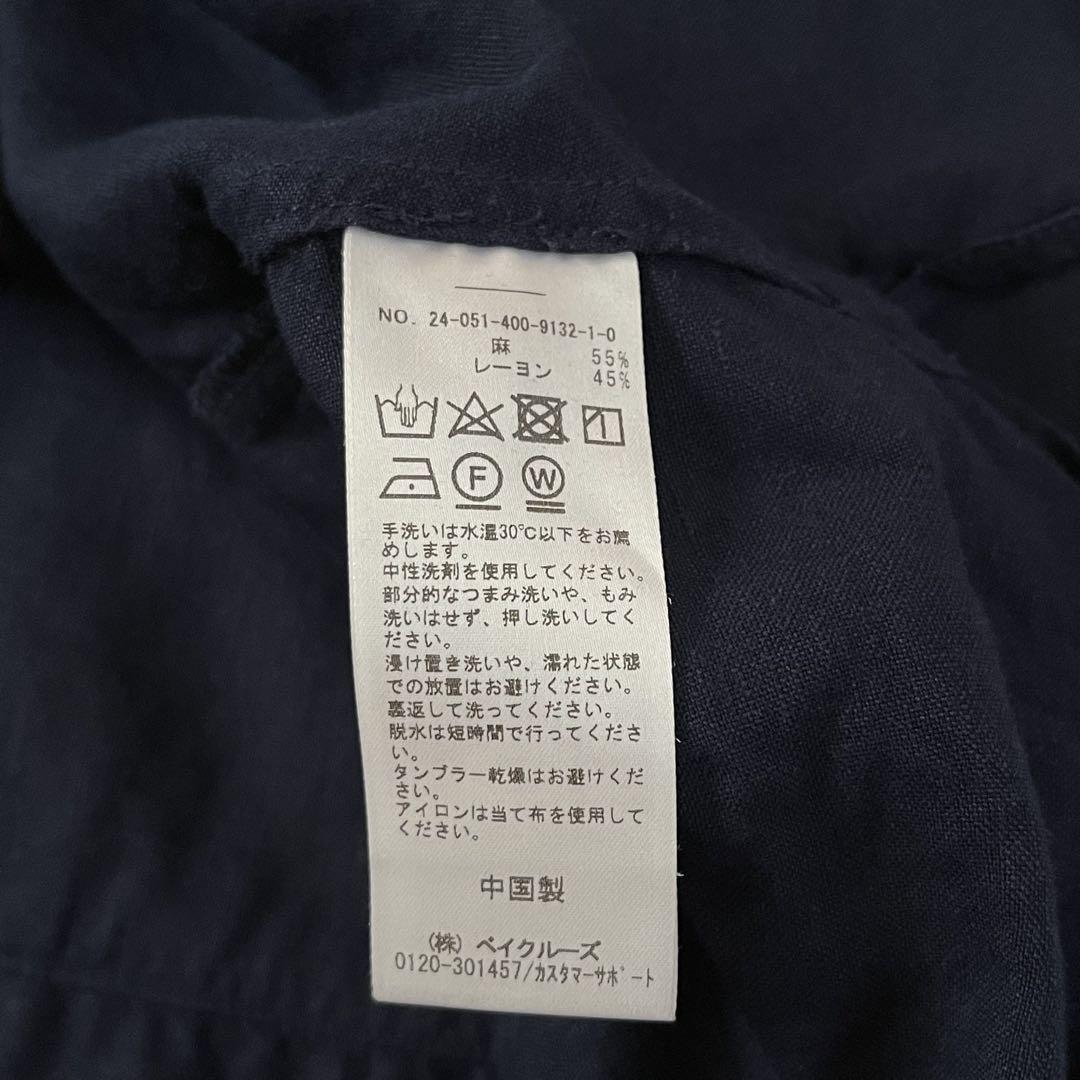 NO. 24-051-400-9132-1-0
麻 55%
レーヨン 45%
F W
手洗いは水温30℃以下をお薦
めします。
中性洗剤を使用してください。
部分的なつまみ洗いや、もみ
洗いはせず、押し洗いしてく
ださい。
浸け置き洗いや、濡れた状態
での放置はお避けください。
裏返して洗ってください。
脱水は短時間で行ってくださ
い。
タンブラー乾燥はお避けくだ
さい。
アイロンは当て布を使用して
ください。
中国製
(株) ベイクルーズ
0120-301457/カスタマーサポート